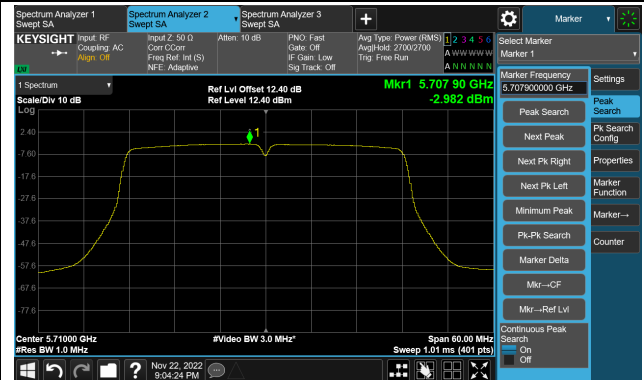 Spectrum Analyzer 1
Swept SA
Spectrum Analyzer 2
Swept SA
Spectrum Analyzer 3
Swept SA
Marker
KEYSIGHT
Input: RF
Coupling: AC
Align: Off
Input Z: 50 Ω
Corr CCorr
Freq Ref: Int (S)
NFE: Adaptive
Atten: 10 dB
PNO: Fast
Gate: Off
IF Gain: Low
Sig Track: Off
Avg Type: Power (RMS)
Avg|Hold: 2700/2700
Trig: Free Run
1 2 3 4 5 6
A W W W W W
A N N N N N
LXI
Select Marker
Marker 1
1 Spectrum
Scale/Div 10 dB
Log
Ref Lvl Offset 12.40 dB
Ref Level 12.40 dBm
Mkr1 5.707 90 GHz
-2.982 dBm
1
2.40
-7.60
-17.6
-27.6
-37.6
-47.6
-57.6
-67.6
-77.6
Center 5.71000 GHz
#Res BW 1.0 MHz
#Video BW 3.0 MHz*
Span 60.00 MHz
Sweep 1.01 ms (401 pts)
Marker Frequency
5.707900000 GHz
Peak Search
Next Peak
Next Pk Right
Next Pk Left
Minimum Peak
Pk-Pk Search
Marker Delta
Mkr→CF
Mkr→Ref Lvl
Continuous Peak
Search
On
Off
Settings
Peak
Search
Pk Search
Config
Properties
Marker
Function
Marker→
Counter
?
Nov 22, 2022
9:04:24 PM